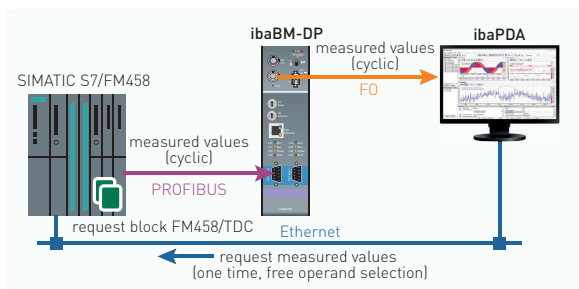 ibaBM-DP
ibaPDA
measured values
(cyclic)
FO
SIMATIC S7/FM458
measured values
(cyclic)
PROFIBUS
request block FM458/TDC
Ethernet
request measured values
(one time, free operand selection)